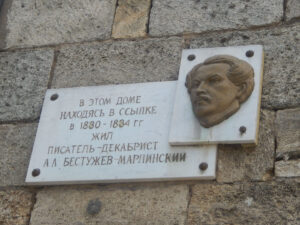 В ЭТОМ ДОМЕ
НАХОДЯСЬ В ССЫЛКЕ
в 1830-1834 гг
ЖИЛ
ПИСАТЕЛЬ-ДЕКАБРИСТ
А.А. БЕСТУЖЕВ-МАРЛИНСКИЙ